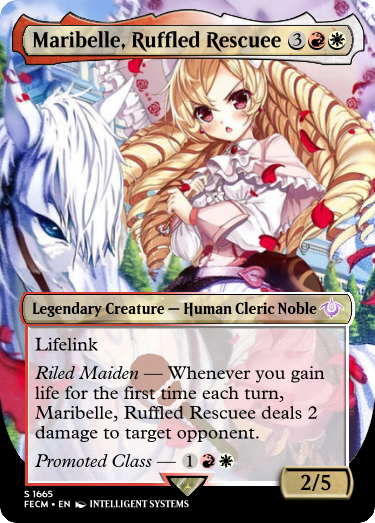 Maribelle, Ruffled Rescuee 3
Legendary Creature — Human Cleric Noble
Lifelink
Riled Maiden — Whenever you gain
life for the first time each turn,
Maribelle, Ruffled Rescuee deals 2
damage to target opponent.
Promoted Class — 1
2/5
S 1665
FECM • EN INTELLIGENT SYSTEMS